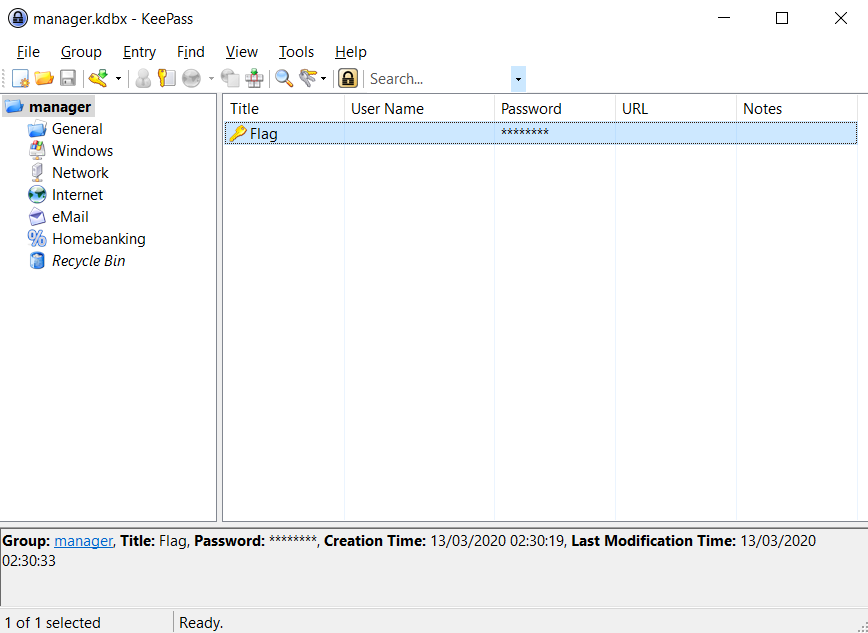 manager.kdbx - KeePass
File Group Entry Find View Tools Help
Search...
manager
General
Windows
Network
Internet
eMail
Homebanking
Recycle Bin
Title User Name Password URL Notes
Flag ********
Group: manager, Title: Flag, Password: ********, Creation Time: 13/03/2020 02:30:19, Last Modification Time: 13/03/2020
02:30:33
1 of 1 selected Ready.